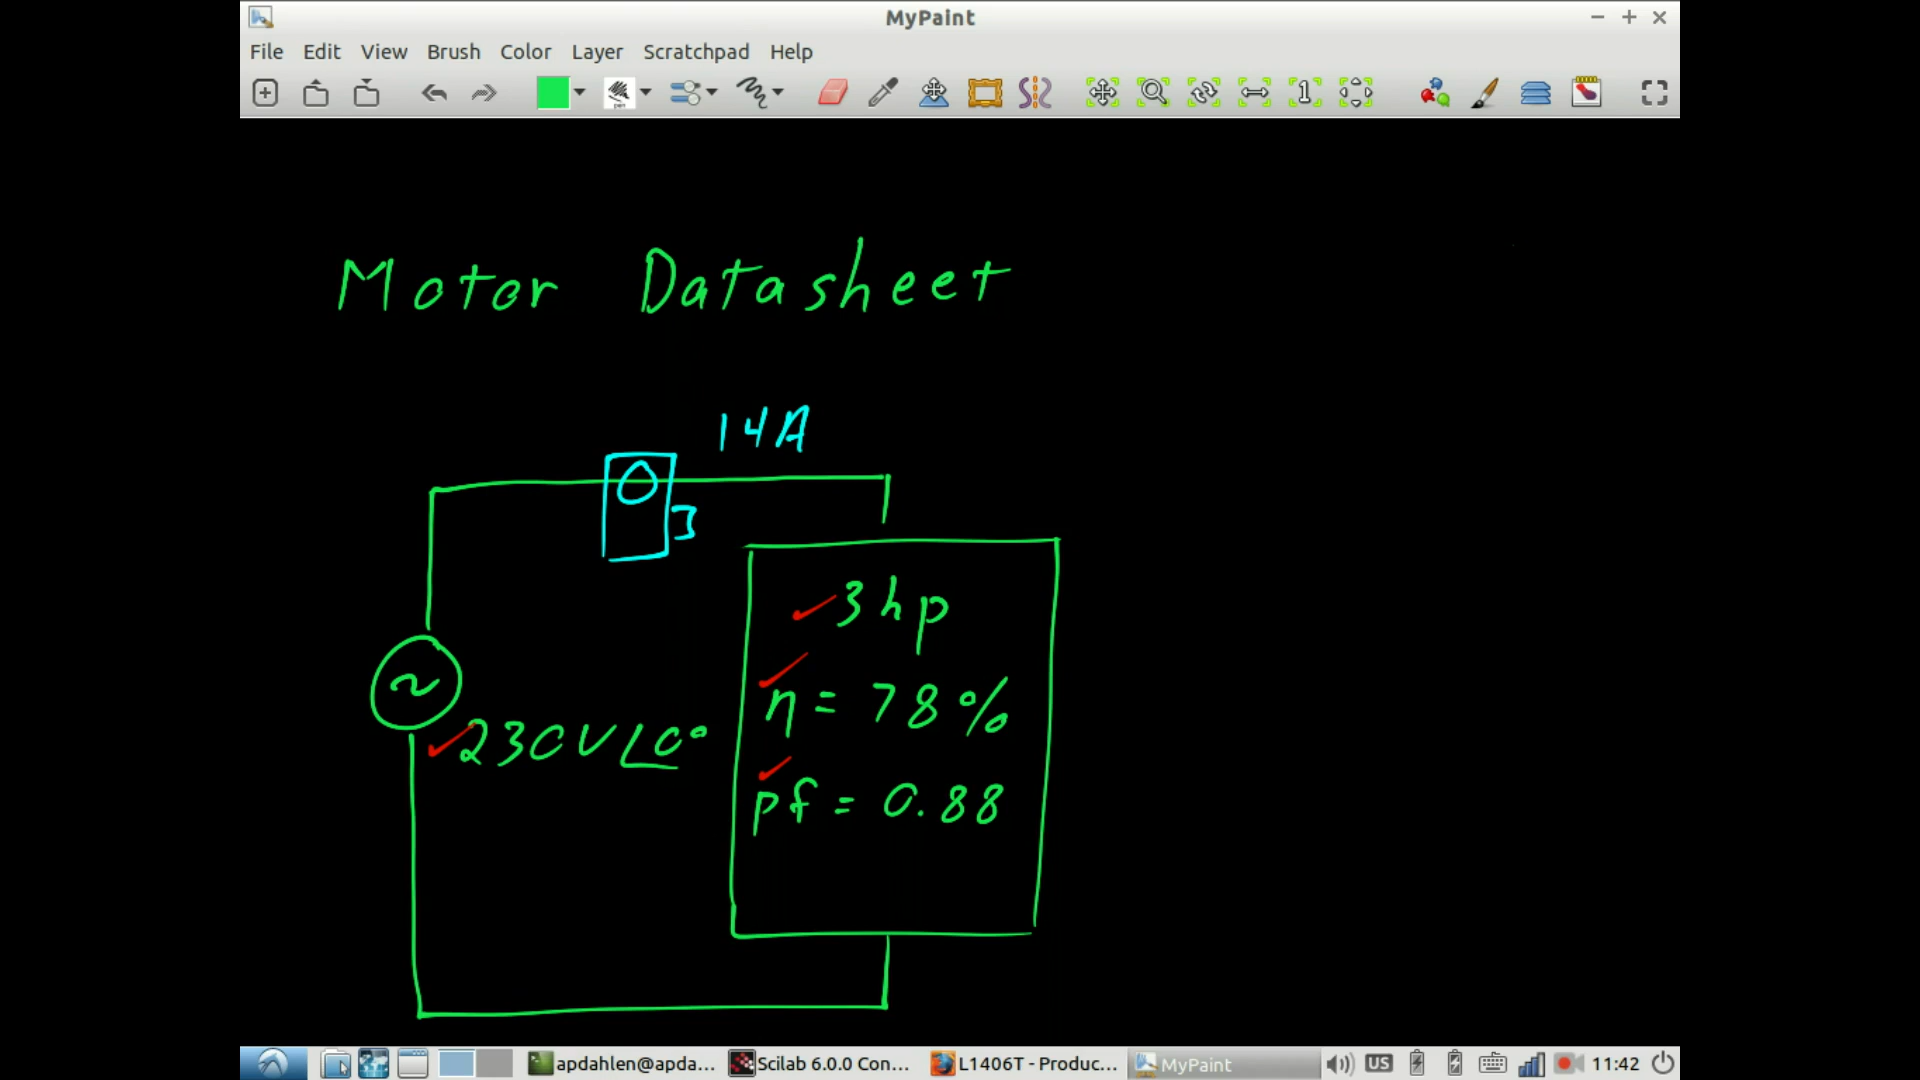 MyPaint
File Edit View Brush Color Layer Scratchpad Help
1
Motor Datasheet
14A
3hp
η = 78%
230V∠0°
pf = 0.88
apdahlen@apda... Scilab 6.0.0 Con... L1406T - Produc... MyPaint US 11:42